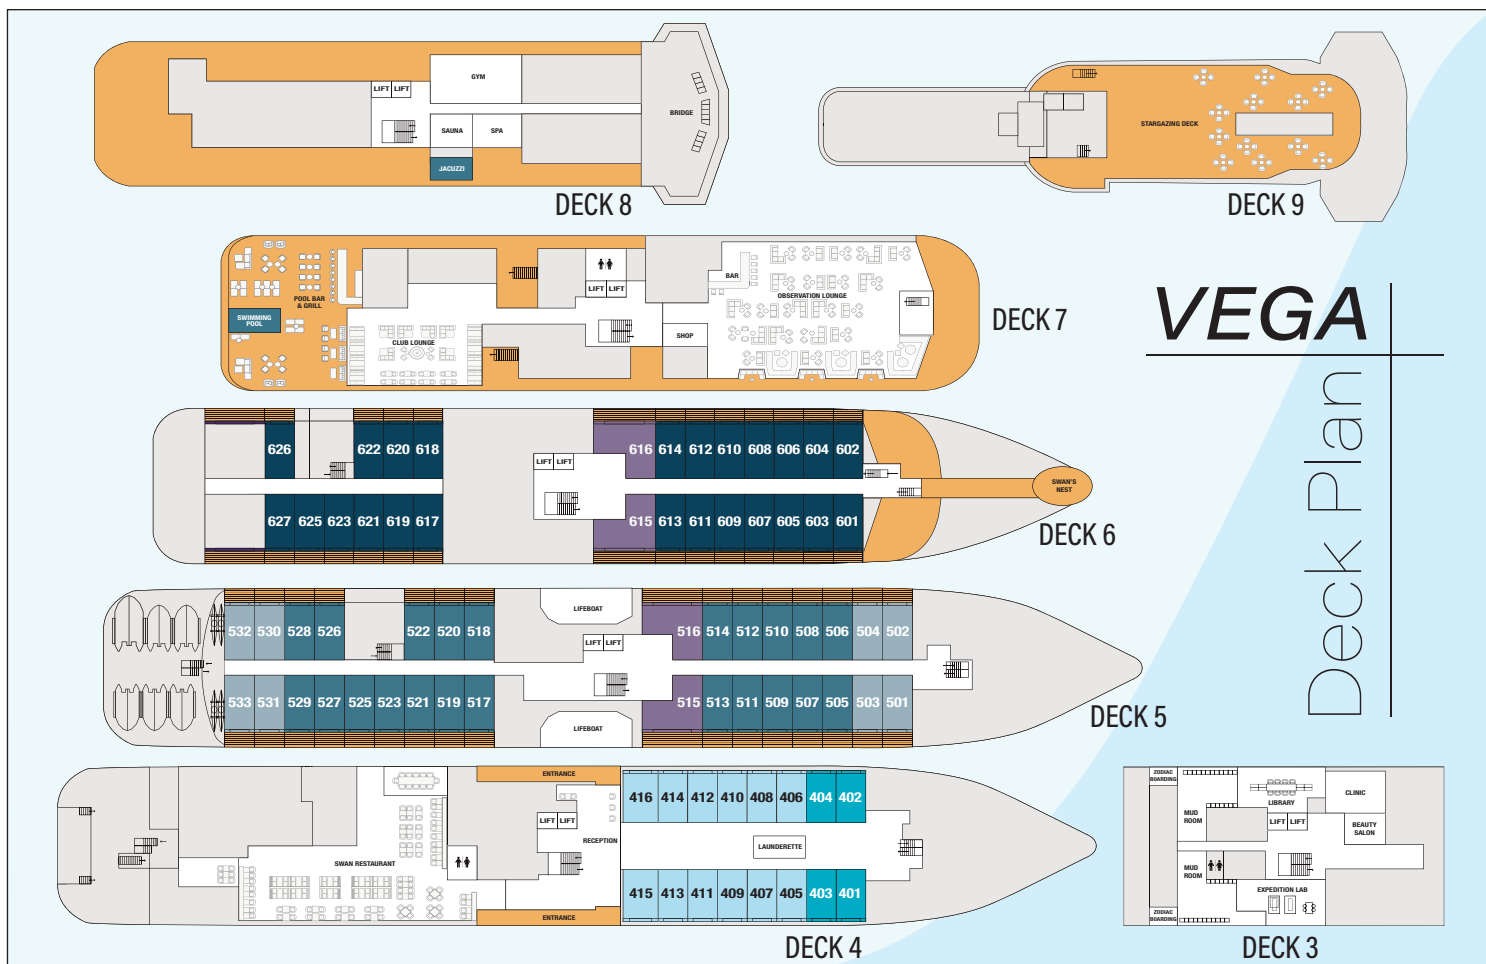 GYM
LIFT LIFT
SAUNA SPA
JACUZZI
BRIDGE
DECK 8
STARGAZING DECK
DECK 9
BAR
OBSERVATION LOUNGE
POOL BAR
& GRILL
SWIMMING
POOL
LIFT LIFT
CLUB LOUNGE
SHOP
DECK 7
VEGA
Deck Plan
626 622 620 618 616 614 612 610 608 606 604 602
LIFT LIFT
SWAN'S
NEST
627 625 623 621 619 617 615 613 611 609 607 605 603 601
DECK 6
LIFEBOAT
532 530 528 526 522 520 518 516 514 512 510 508 506 504 502
LIFT LIFT
533 531 529 527 525 523 521 519 517 515 513 511 509 507 505 503 501
LIFEBOAT
DECK 5
ENTRANCE
416 414 412 410 408 406 404 402
LIFT LIFT
RECEPTION
LAUNDERETTE
SWAN RESTAURANT
415 413 411 409 407 405 403 401
ENTRANCE
DECK 4
ZODIAC
BOARDING
CLINIC
LIBRARY
MUD
ROOM
LIFT LIFT
BEAUTY
SALON
MUD
ROOM
EXPEDITION LAB
ZODIAC
BOARDING
DECK 3